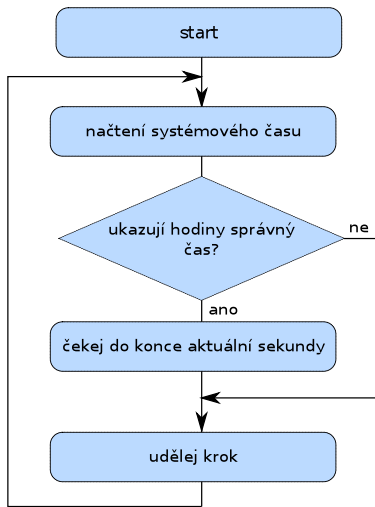 start
načtení systémového času
ukazují hodiny správný
čas?
ne
ano
čekej do konce aktuální sekundy
udělej krok